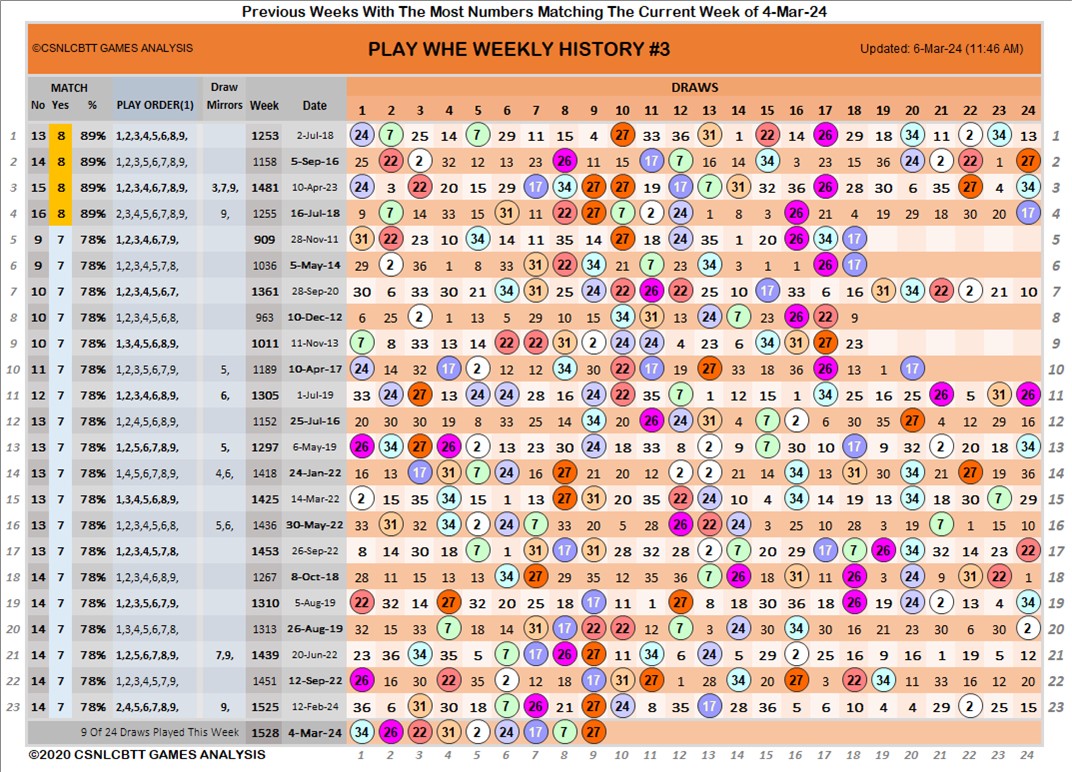 Previous Weeks With The Most Numbers Matching The Current Week of 4-Mar-24
©CSNLCBTT GAMES ANALYSIS PLAY WHE WEEKLY HISTORY #3 Updated: 6-Mar-24 (11:46 AM)
MATCH Draw DRAWS
No Yes % PLAY ORDER(1) Mirrors Week Date 1 2 3 4 5 6 7 8 9 10 11 12 13 14 15 16 17 18 19 20 21 22 23 24
1 13 8 89% 1,2,3,4,5,6,8,9, 1253 2-Jul-18 24 7 25 14 7 29 11 15 4 27 33 36 31 1 22 14 17 29 18 34 11 2 34 13 1
2 14 8 89% 1,2,3,5,6,7,8,9, 1158 5-Sep-16 25 22 2 32 12 13 23 26 11 15 17 7 16 14 34 3 23 15 36 24 2 22 1 27 2
3 15 8 89% 1,2,3,4,6,7,8,9, 3,7,9, 1481 10-Apr-23 24 3 22 20 15 29 17 34 27 27 19 17 7 31 32 36 26 28 30 6 35 27 4 34 3
4 16 8 89% 2,3,4,5,6,7,8,9, 9, 1255 16-Jul-18 9 7 14 33 15 31 11 22 27 7 2 24 1 8 3 26 21 4 19 29 18 30 20 17 4
5 9 7 78% 1,2,3,4,6,7,9, 909 28-Nov-11 31 22 23 10 34 14 11 35 14 27 18 24 35 1 20 26 34 17 5
6 9 7 78% 1,2,3,4,5,7,8, 1036 5-May-14 29 2 36 1 8 33 31 22 34 21 7 23 34 3 1 1 26 17 6
7 10 7 78% 1,2,3,4,5,6,7, 1361 28-Sep-20 30 6 33 30 21 34 31 25 24 22 26 22 25 10 17 33 6 16 31 34 22 2 21 10 7
8 10 7 78% 1,2,3,4,5,6,8, 963 10-Dec-12 6 25 2 1 13 5 29 10 15 34 31 13 24 7 23 26 22 9 8
9 10 7 78% 1,3,4,5,6,8,9, 1011 11-Nov-13 7 8 33 13 14 22 22 31 2 24 24 4 23 6 34 31 27 23 9
10 11 7 78% 1,2,3,5,6,7,9, 5, 1189 10-Apr-17 24 14 32 17 2 12 12 34 30 22 17 19 27 33 18 36 26 13 1 17 10
11 12 7 78% 1,2,3,4,6,8,9, 6, 1305 1-Jul-19 33 24 27 13 24 24 28 16 24 22 35 7 1 12 15 1 34 25 16 25 26 5 31 26 11
12 12 7 78% 1,2,4,5,6,8,9, 1152 25-Jul-16 20 30 30 19 8 33 25 14 34 20 26 24 31 4 7 2 6 30 35 27 4 12 29 16 12
13 13 7 78% 1,2,5,6,7,8,9, 5, 1297 6-May-19 26 34 27 26 2 13 23 30 24 18 33 8 2 9 7 30 10 17 9 32 2 20 18 34 13
14 13 7 78% 1,4,5,6,7,8,9, 4,6, 1418 24-Jan-22 16 13 17 31 7 24 16 27 21 20 12 2 2 21 14 34 13 31 30 34 21 27 19 36 14
15 13 7 78% 1,3,4,5,6,8,9, 1425 14-Mar-22 2 15 35 34 15 1 13 27 31 20 35 22 24 10 4 34 14 19 13 34 18 30 7 29 15
16 13 7 78% 1,2,3,4,5,6,8, 5,6, 1436 30-May-22 33 31 32 34 2 24 7 33 20 5 28 26 22 24 3 25 10 28 3 19 7 1 15 10 16
17 13 7 78% 1,2,3,4,5,7,8, 1453 26-Sep-22 8 14 30 18 7 1 31 17 31 28 32 28 2 7 20 29 17 7 26 34 32 14 23 22 17
18 14 7 78% 1,2,3,4,6,8,9, 1267 8-Oct-18 28 11 15 13 13 34 27 29 35 12 35 36 7 26 18 31 11 26 3 24 9 31 22 1 18
19 14 7 78% 1,2,3,5,6,7,9, 1310 5-Aug-19 22 32 14 27 32 20 25 18 17 11 1 27 8 18 30 36 18 26 19 24 2 13 4 34 19
20 14 7 78% 1,3,4,5,6,7,8, 1313 26-Aug-19 32 15 33 7 18 14 31 17 22 22 12 7 3 24 30 34 30 16 21 23 30 6 30 2 20
21 14 7 78% 1,2,5,6,7,8,9, 7,9, 1439 20-Jun-22 23 36 34 35 5 7 17 26 27 11 34 6 24 5 29 2 25 16 9 16 1 19 5 12 21
22 14 7 78% 1,2,3,4,5,7,9, 1451 12-Sep-22 26 16 30 22 35 2 12 18 17 31 27 1 28 34 20 27 3 22 34 11 33 16 12 20 22
23 14 7 78% 2,4,5,6,7,8,9, 9, 1525 12-Feb-24 36 6 31 30 18 7 26 21 27 24 8 35 17 28 36 5 6 10 4 4 29 2 25 15 23
9 Of 24 Draws Played This Week 1528 4-Mar-24 34 26 22 31 2 24 17 7 27
©2020 CSNLCBTT GAMES ANALYSIS 1 2 3 4 5 6 7 8 9 10 11 12 13 14 15 16 17 18 19 20 21 22 23 24